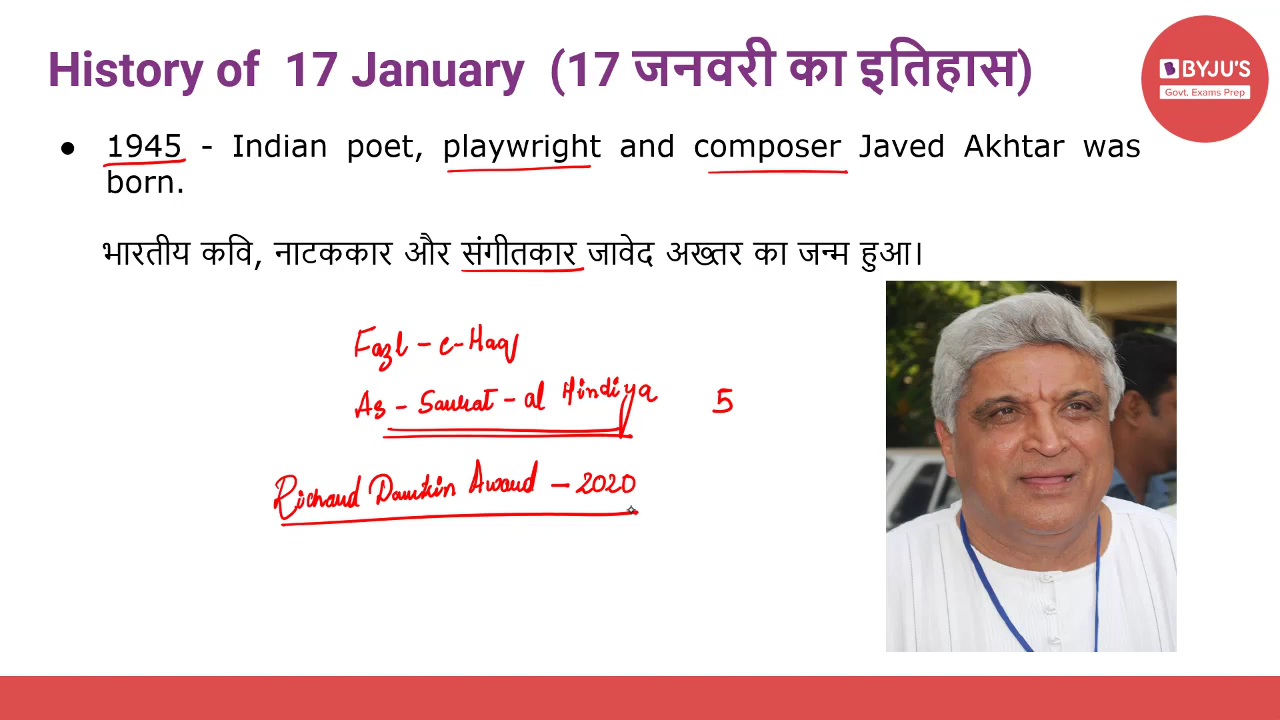 History of 17 January (17 जनवरी का इतिहास)
BYJU'S
Govt. Exams Prep
● 1945 - Indian poet, playwright and composer Javed Akhtar was
born.
भारतीय कवि, नाटककार और संगीतकार जावेद अख्तर का जन्म हुआ।
Fazl - e - Haq
As - Saurat - al Hindiya 5
Richard Dawkin Award - 2020